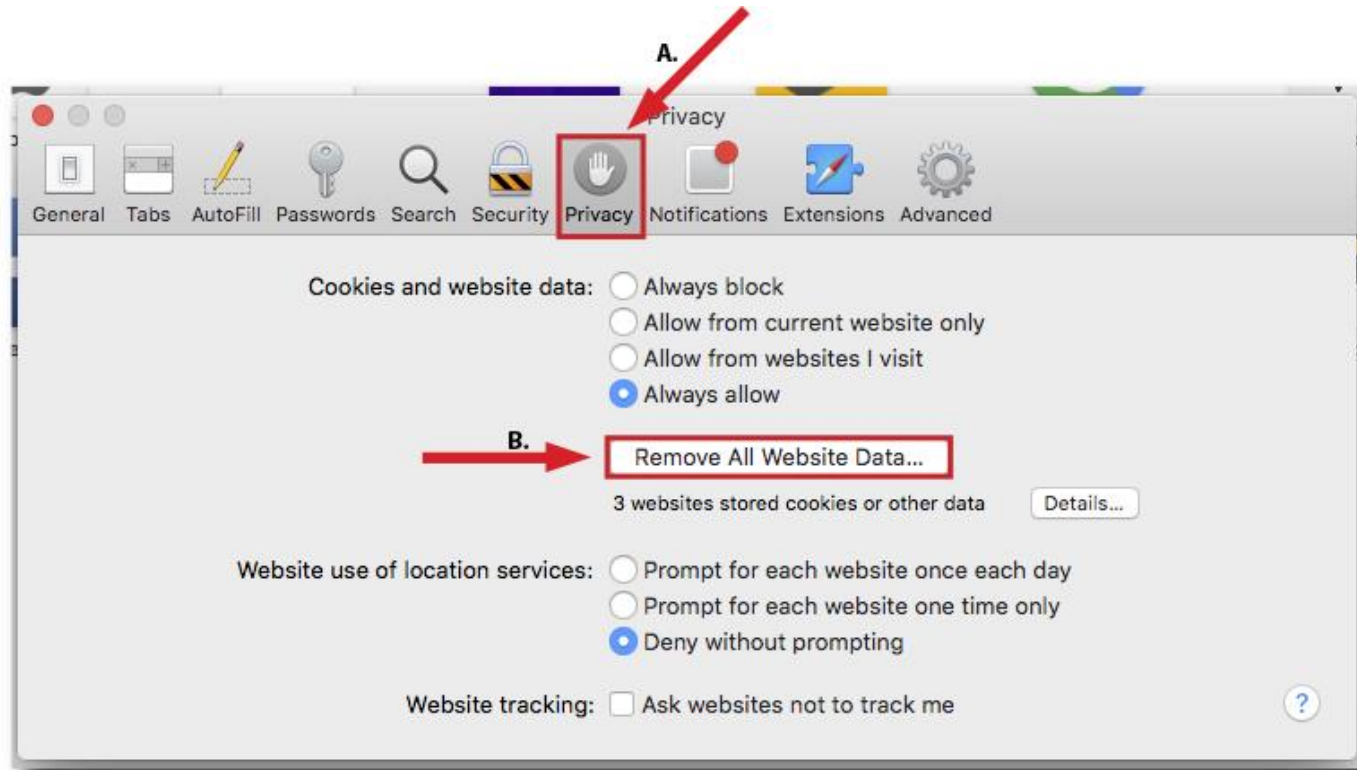 A.
Privacy
General Tabs AutoFill Passwords Search Security Privacy Notifications Extensions Advanced
Cookies and website data: Always block
Allow from current website only
Allow from websites I visit
Always allow
B.
Remove All Website Data...
3 websites stored cookies or other data Details...
Website use of location services: Prompt for each website once each day
Prompt for each website one time only
Deny without prompting
Website tracking: Ask websites not to track me ?